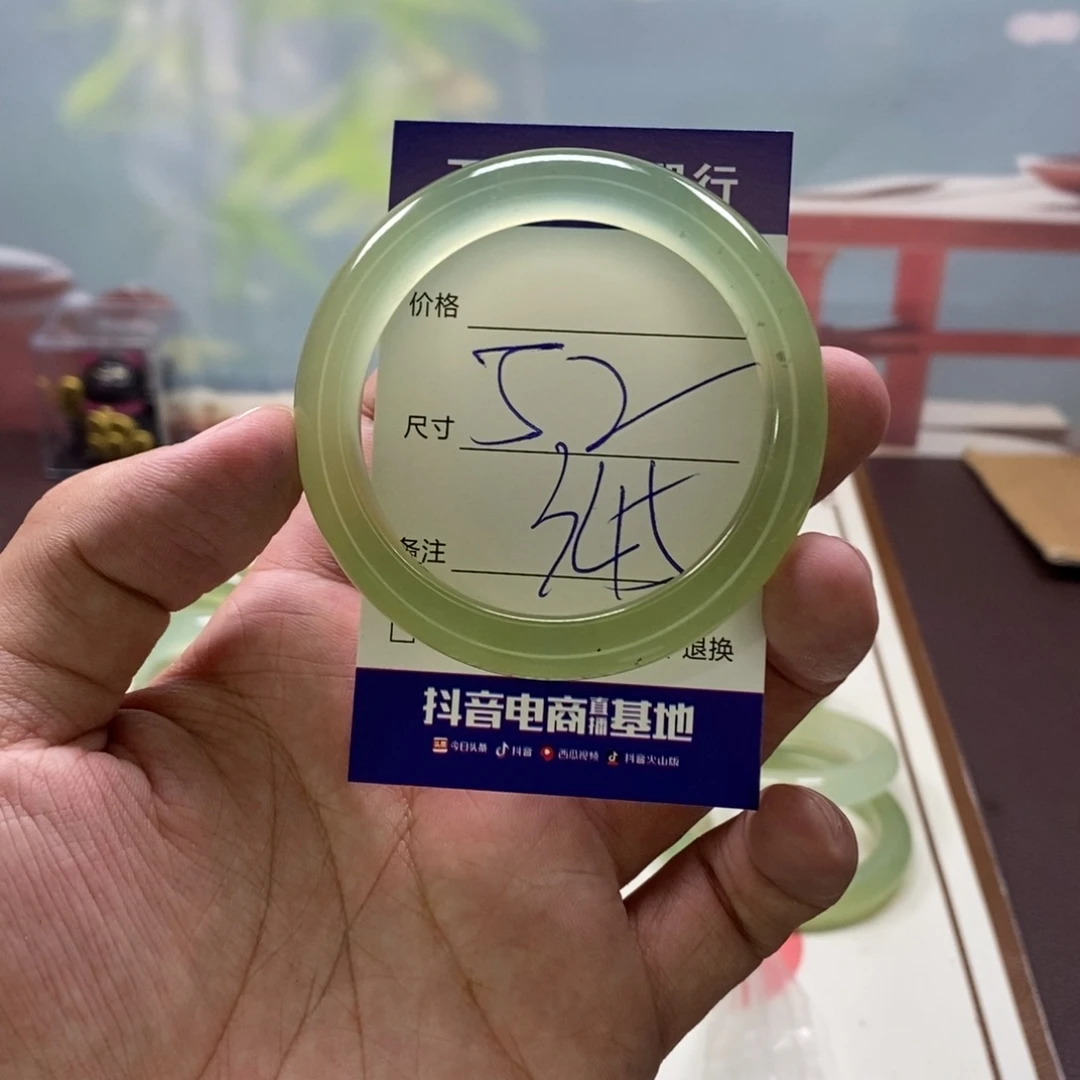 行
价格
尺寸 52
备注
退换
抖音电商直播基地
今日头条 抖音 西瓜视频 抖音火山版